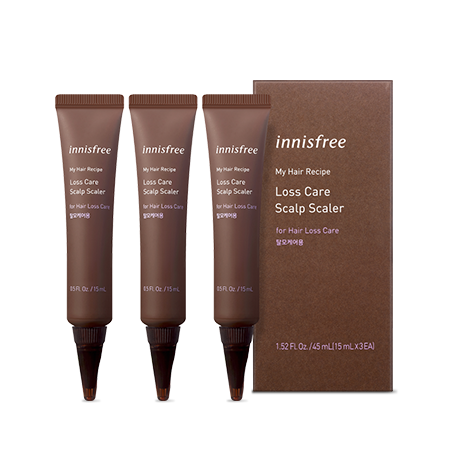 innisfree
My Hair Recipe
Loss Care
Scalp Scaler
for Hair Loss Care
탈모케어용
0.5 Fl. Oz. / 15 mL
innisfree
My Hair Recipe
Loss Care
Scalp Scaler
for Hair Loss Care
탈모케어용
0.5 Fl. Oz. / 15 mL
innisfree
My Hair Recipe
Loss Care
Scalp Scaler
for Hair Loss Care
탈모케어용
0.5 Fl. Oz. / 15 mL
innisfree
My Hair Recipe
Loss Care
Scalp Scaler
for Hair Loss Care
탈모케어용
1.52 Fl. Oz. / 45 mL(15 mL X 3EA)